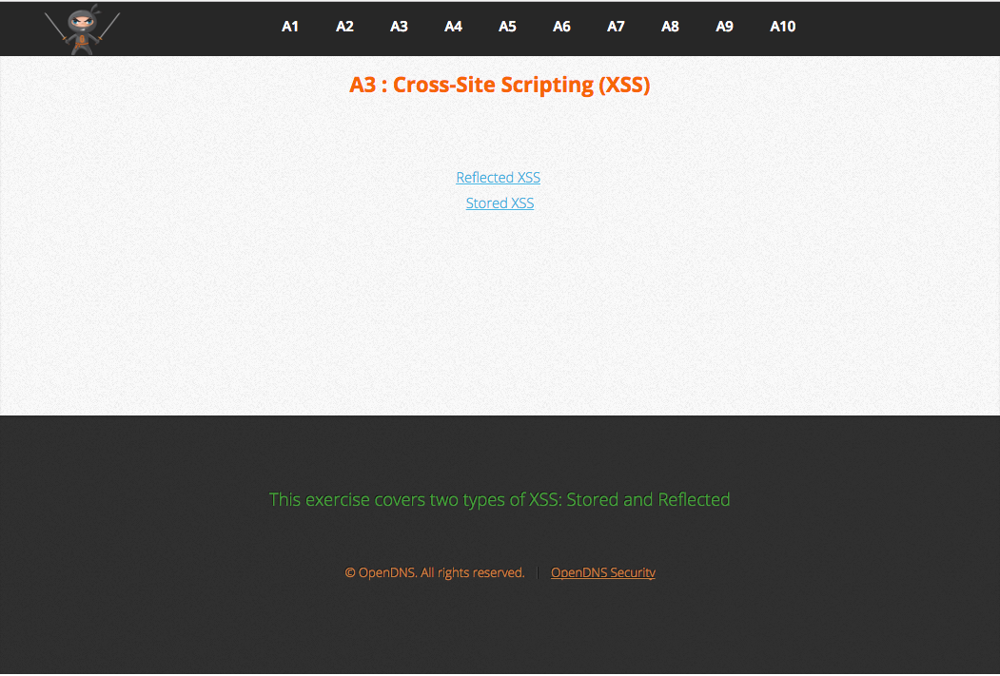 A1 A2 A3 A4 A5 A6 A7 A8 A9 A10
A3 : Cross-Site Scripting (XSS)
Reflected XSS
Stored XSS
This exercise covers two types of XSS: Stored and Reflected
© OpenDNS. All rights reserved. | OpenDNS Security